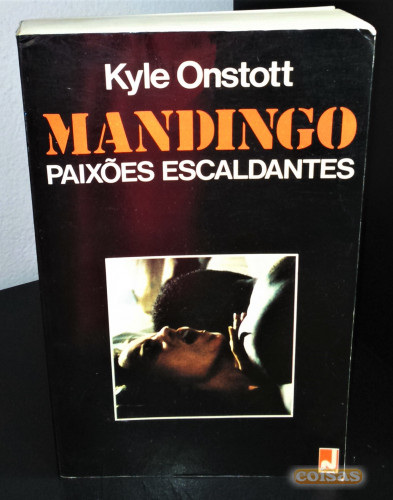 Kyle Onstott
MANDINGO
PAIXÕES ESCALDANTES
N
coisas